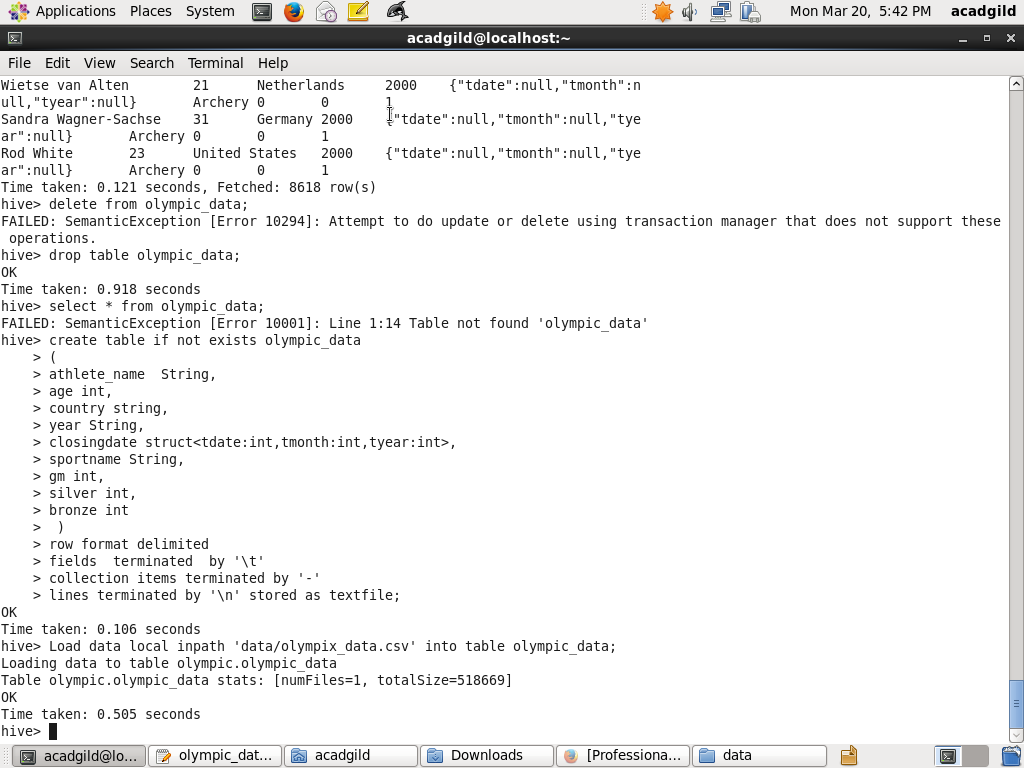 Applications Places System Mon Mar 20, 5:42 PM acadgild
acadgild@localhost:~
File Edit View Search Terminal Help
Wietse van Alten        21      Netherlands     2000    {"tdate":null,"tmonth":n
ull,"tyear":null}       Archery 0       0       1
Sandra Wagner-Sachse    31      Germany 2000    {"tdate":null,"tmonth":null,"tye
ar":null}       Archery 0       0       1
Rod White       23      United States   2000    {"tdate":null,"tmonth":null,"tye
ar":null}       Archery 0       0       1
Time taken: 0.121 seconds, Fetched: 8618 row(s)
hive> delete from olympic_data;
FAILED: SemanticException [Error 10294]: Attempt to do update or delete using transaction manager that does not support these
 operations.
hive> drop table olympic_data;
OK
Time taken: 0.918 seconds
hive> select * from olympic_data;
FAILED: SemanticException [Error 10001]: Line 1:14 Table not found 'olympic_data'
hive> create table if not exists olympic_data
    > (
    > athlete_name  String,
    > age int,
    > country string,
    > year String,
    > closingdate struct<tdate:int,tmonth:int,tyear:int>,
    > sportname String,
    > gm int,
    > silver int,
    > bronze int
    >  )
    > row format delimited
    > fields  terminated  by '\t'
    > collection items terminated by '-'
    > lines terminated by '\n' stored as textfile;
OK
Time taken: 0.106 seconds
hive> Load data local inpath 'data/olympix_data.csv' into table olympic_data;
Loading data to table olympic.olympic_data
Table olympic.olympic_data stats: [numFiles=1, totalSize=518669]
OK
Time taken: 0.505 seconds
hive>
acadgild@lo... olympic_dat... acadgild Downloads [Professiona... data